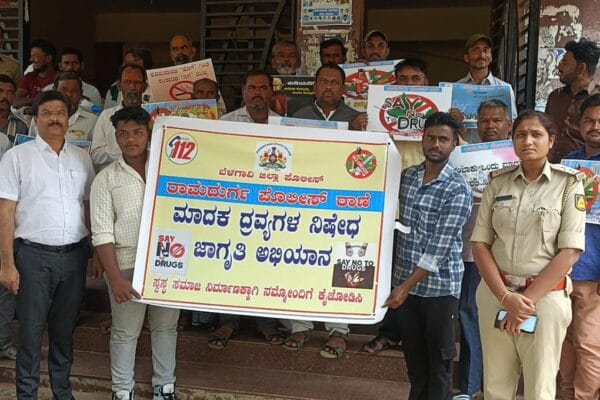 112
ಬೆಳಗಾವಿ ಜಿಲ್ಲಾ ಪೊಲೀಸ್
ರಾಮದುರ್ಗ ಪೊಲೀಸ್ ಠಾಣೆ
ಮಾದಕ ದ್ರವ್ಯಗಳ ನಿಷೇಧ
ಜಾಗೃತಿ ಅಭಿಯಾನ
SAY NO TO DRUGS
SAY NO TO DRUGS
ಸ್ವಸ್ಥ ಸಮಾಜ ನಿರ್ಮಾಣಕ್ಕಾಗಿ ನಮ್ಮೊಂದಿಗೆ ಕೈಜೋಡಿಸಿ
SAY NO
DRUG